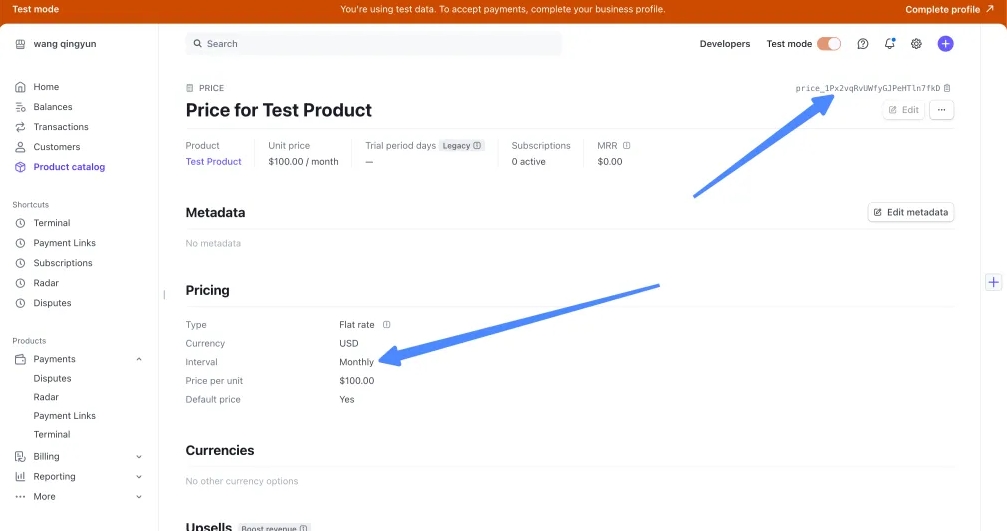 Test mode
You're using test data. To accept payments, complete your business profile.
Complete profile
wang qingyun
Search
Developers
Test mode
Home
Balances
Transactions
Customers
Product catalog
Shortcuts
Terminal
Payment Links
Subscriptions
Radar
Disputes
Products
Payments
Disputes
Radar
Payment Links
Terminal
Billing
Reporting
More
PRICE
price_1Px2vqRvUWfyGJPeHTln7fkD
Price for Test Product
Edit
Product
Test Product
Unit price
$100.00 / month
Trial period days Legacy
—
Subscriptions
0 active
MRR
$0.00
Metadata
Edit metadata
No metadata
Pricing
Type Flat rate
Currency USD
Interval Monthly
Price per unit $100.00
Default price Yes
Currencies
No other currency options
Upsells Boost revenue